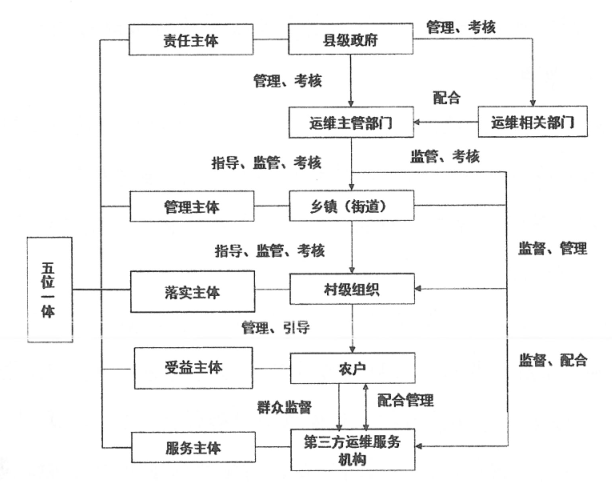 责任主体
县级政府
管理、考核
管理、考核
配合
运维主管部门
运维相关部门
指导、监管、考核
监管、考核
管理主体
乡镇（街道）
指导、监管、考核
监督、管理
五位一体
落实主体
村级组织
管理、引导
受益主体
农户
监督、配合
群众监督
配合管理
服务主体
第三方运维服务
机构